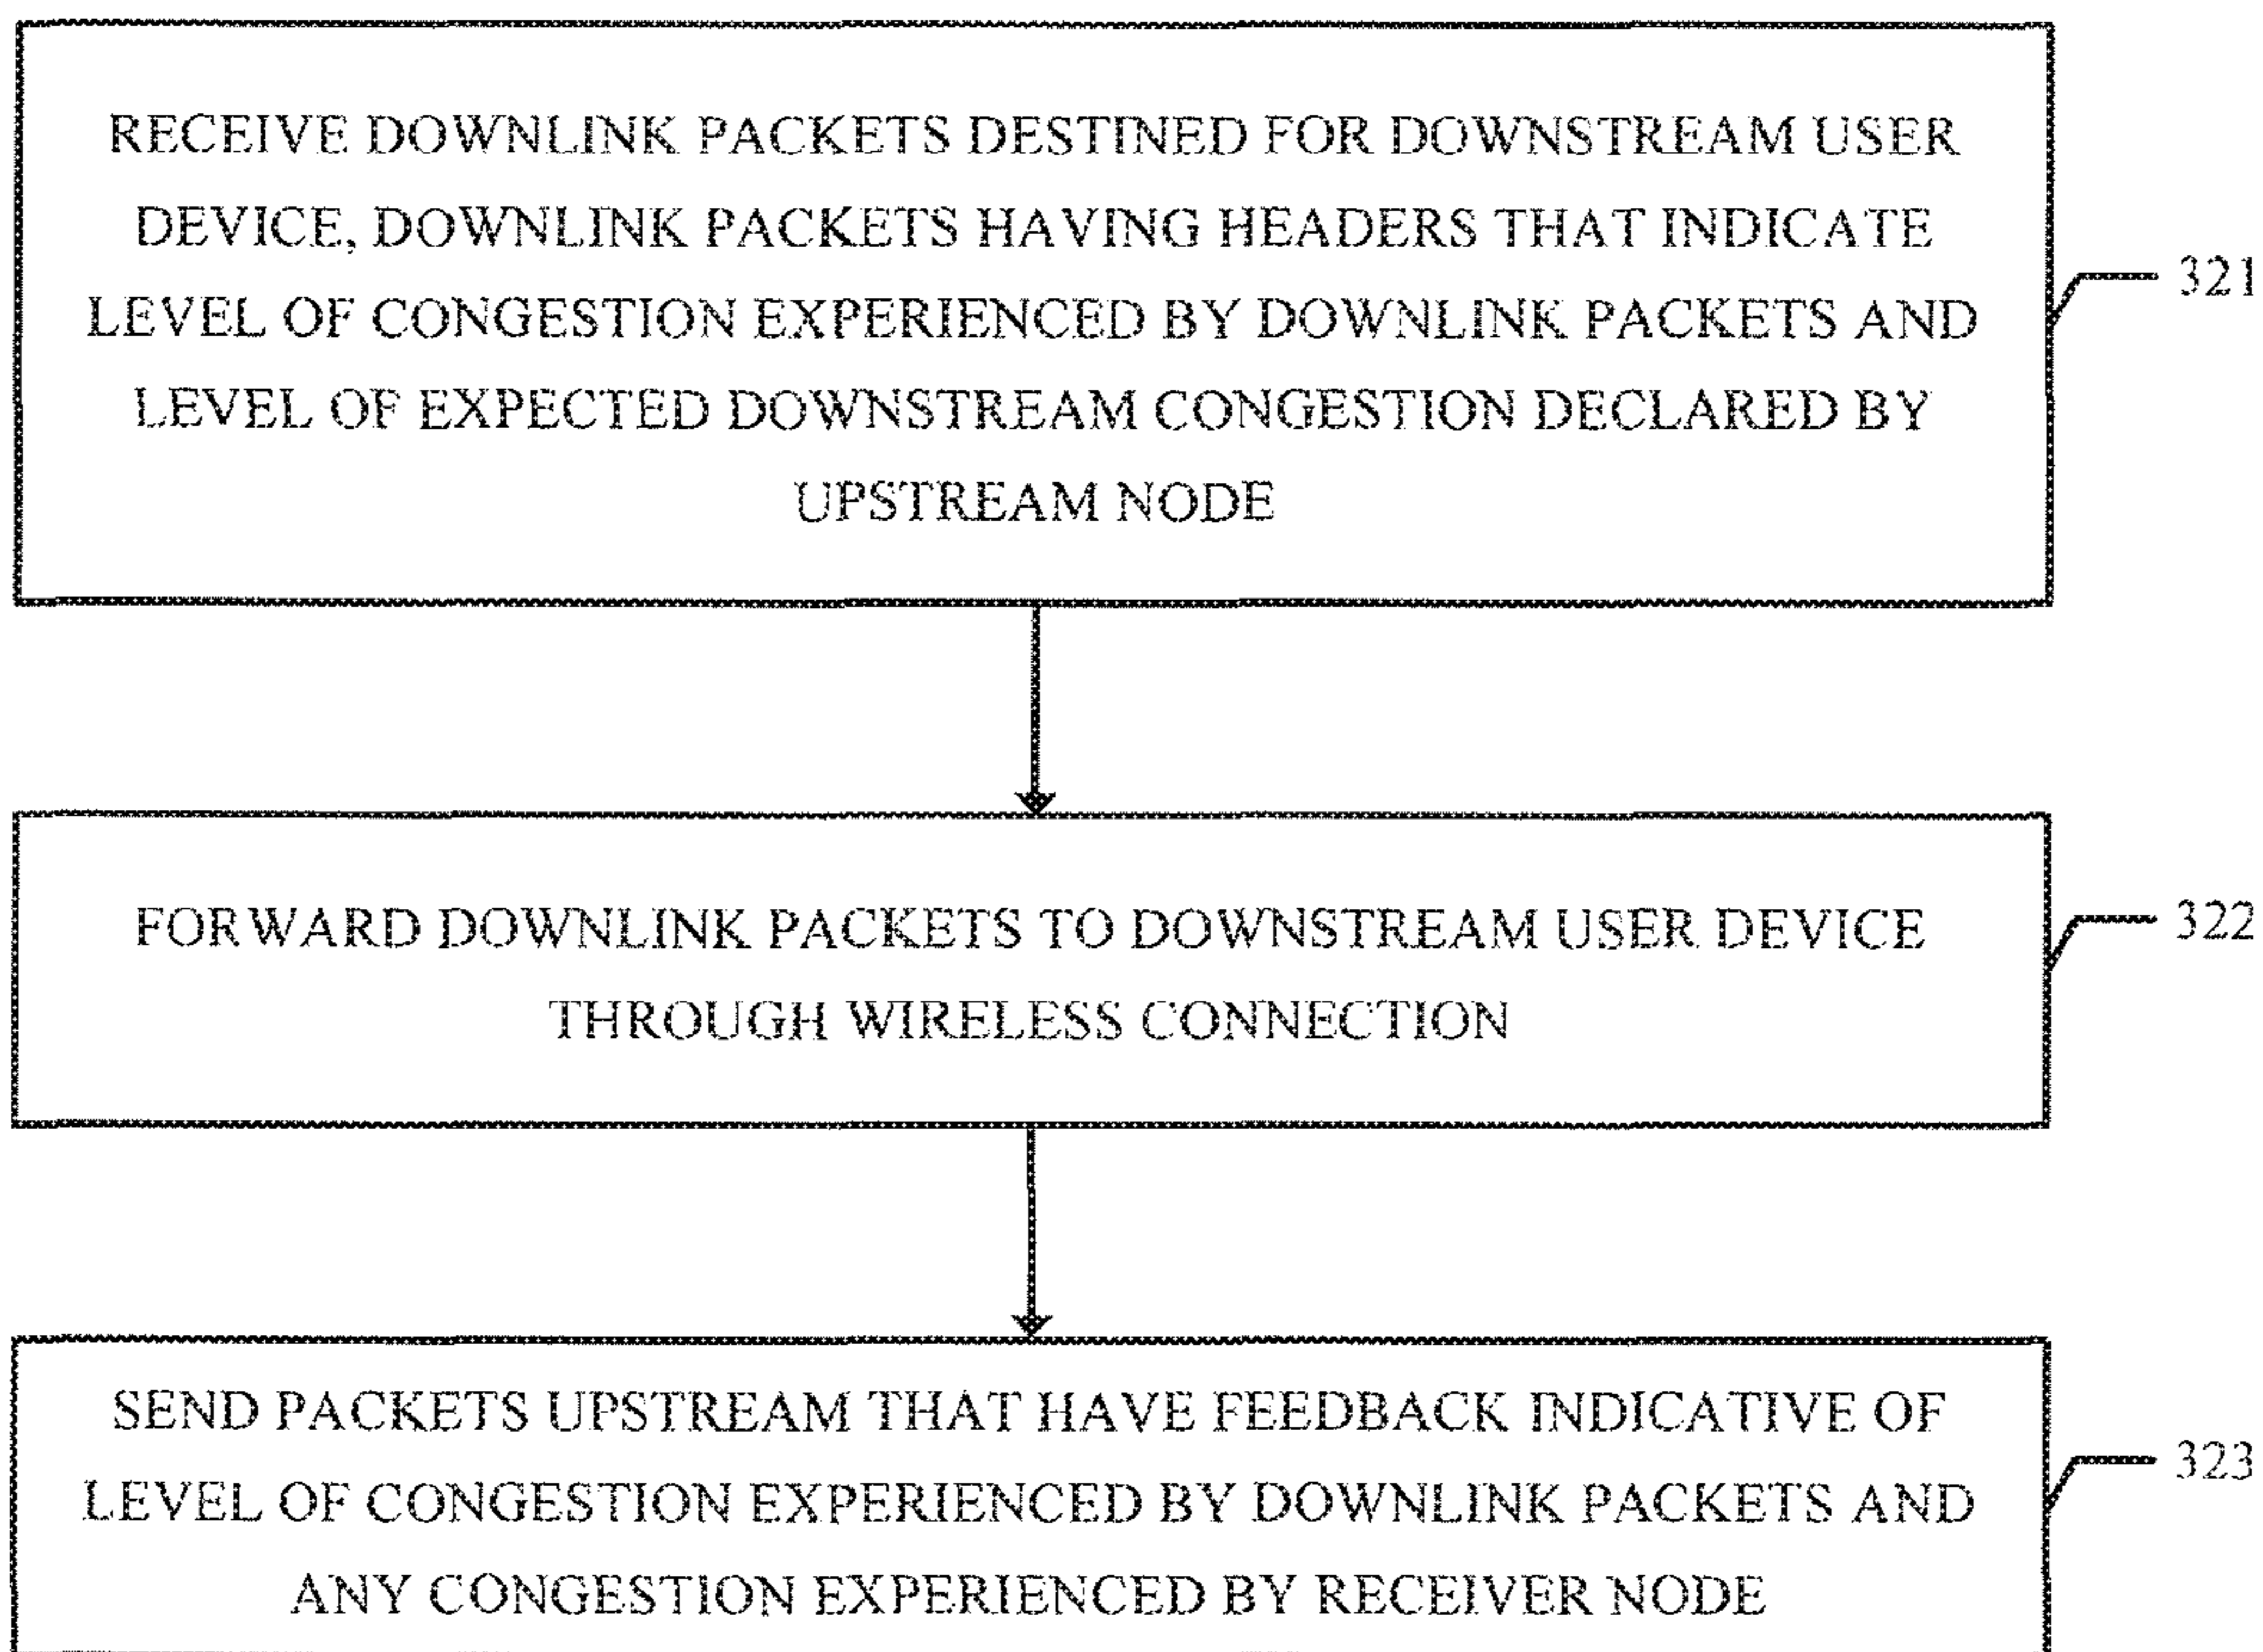 RECEIVE DOWNLINK PACKETS DESTINED FOR DOWNSTREAM USER
DEVICE, DOWNLINK PACKETS HAVING HEADERS THAT INDICATE
LEVEL OF CONGESTION EXPERIENCED BY DOWNLINK PACKETS AND
LEVEL OF EXPECTED DOWNSTREAM CONGESTION DECLARED BY
UPSTREAM NODE
321
FORWARD DOWNLINK PACKETS TO DOWNSTREAM USER DEVICE
THROUGH WIRELESS CONNECTION
322
SEND PACKETS UPSTREAM THAT HAVE FEEDBACK INDICATIVE OF
LEVEL OF CONGESTION EXPERIENCED BY DOWNLINK PACKETS AND
ANY CONGESTION EXPERIENCED BY RECEIVER NODE
323